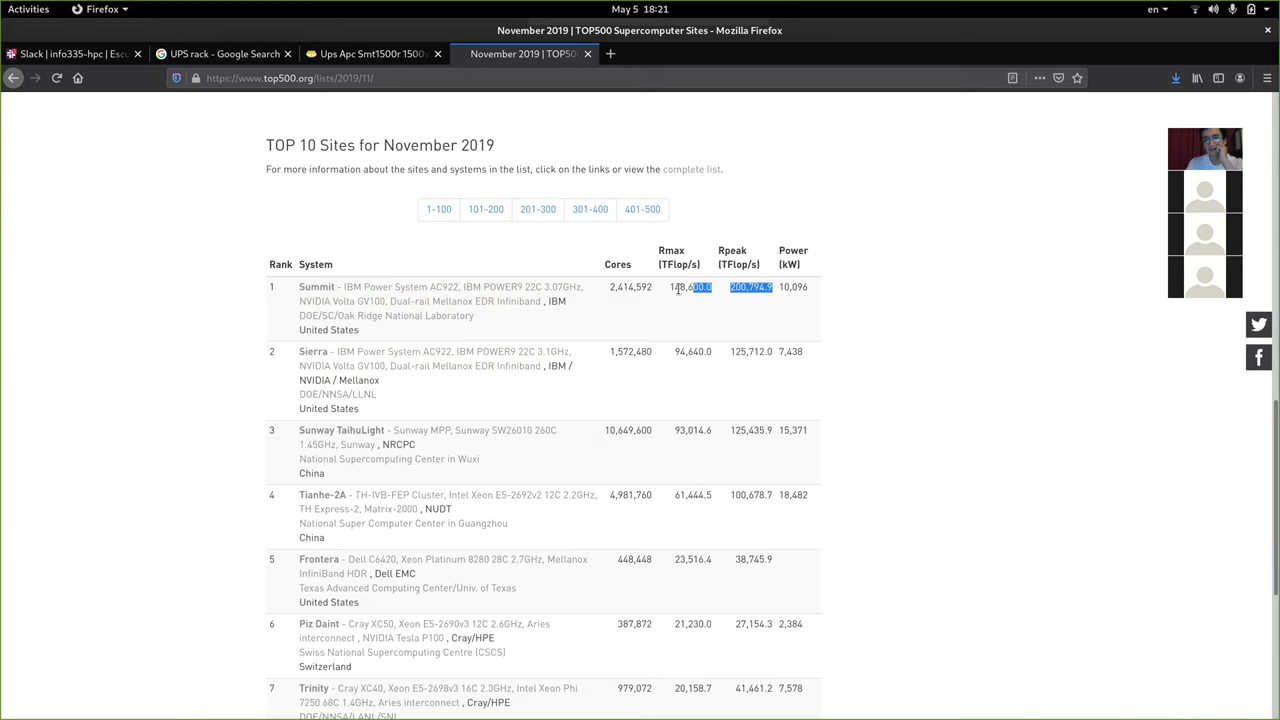 Activities
Firefox
May 5 18:21
en
November 2019 | TOP500 Supercomputer Sites - Mozilla Firefox
Slack | info335-hpc | Esc
UPS rack - Google Search
Ups Apc Smt1500r 1500v
November 2019 | TOP500
https://www.top500.org/lists/2019/11/
TOP 10 Sites for November 2019
For more information about the sites and systems in the list, click on the links or view the complete list.
1-100 101-200 201-300 301-400 401-500
Rank System Cores Rmax (TFlop/s) Rpeak (TFlop/s) Power (kW)
1 Summit - IBM Power System AC922, IBM POWER9 22C 3.07GHz, 2,414,592 148,600.0 200,794.9 10,096
NVIDIA Volta GV100, Dual-rail Mellanox EDR Infiniband , IBM
DOE/SC/Oak Ridge National Laboratory
United States
2 Sierra - IBM Power System AC922, IBM POWER9 22C 3.1GHz, 1,572,480 94,640.0 125,712.0 7,438
NVIDIA Volta GV100, Dual-rail Mellanox EDR Infiniband , IBM /
NVIDIA / Mellanox
DOE/NNSA/LLNL
United States
3 Sunway TaihuLight - Sunway MPP, Sunway SW26010 260C 10,649,600 93,014.6 125,435.9 15,371
1.45GHz, Sunway , NRCPC
National Supercomputing Center in Wuxi
China
4 Tianhe-2A - TH-IVB-FEP Cluster, Intel Xeon E5-2692v2 12C 2.2GHz, 4,981,760 61,444.5 100,678.7 18,482
TH Express-2, Matrix-2000 , NUDT
National Super Computer Center in Guangzhou
China
5 Frontera - Dell C6420, Xeon Platinum 8280 28C 2.7GHz, Mellanox 448,448 23,516.4 38,745.9
InfiniBand HDR , Dell EMC
Texas Advanced Computing Center/Univ. of Texas
United States
6 Piz Daint - Cray XC50, Xeon E5-2690v3 12C 2.6GHz, Aries 387,872 21,230.0 27,154.3 2,384
interconnect , NVIDIA Tesla P100 , Cray/HPE
Swiss National Supercomputing Centre (CSCS)
Switzerland
7 Trinity - Cray XC40, Xeon E5-2698v3 16C 2.3GHz, Intel Xeon Phi 979,072 20,158.7 41,461.2 7,578
7250 68C 1.4GHz, Aries interconnect , Cray/HPE
DOE/NNSA/LANL/SNL